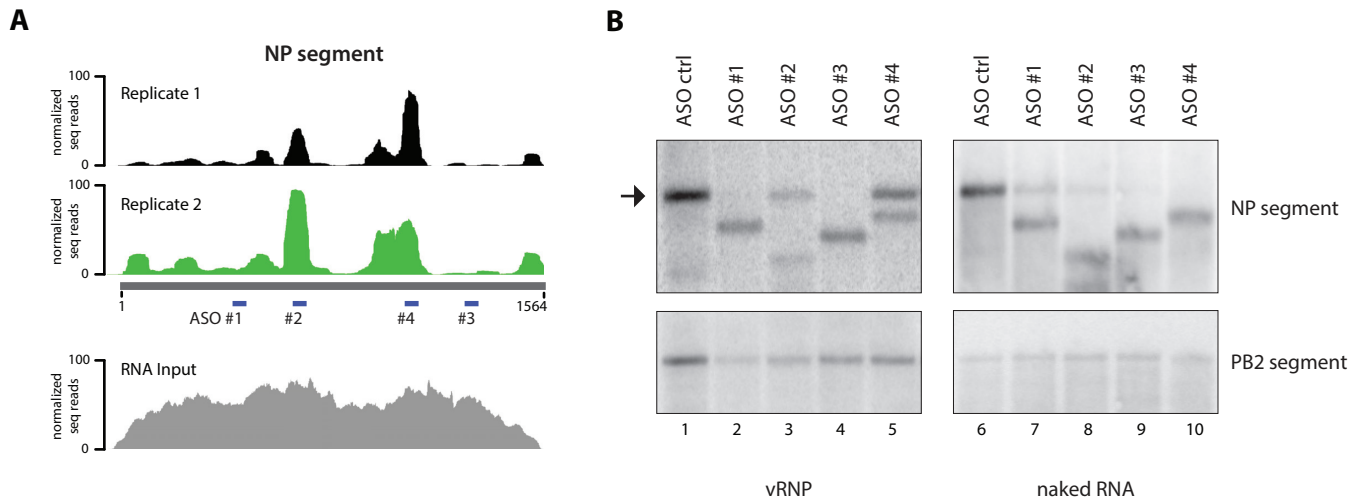 A
NP segment
100
Replicate 1
normalized
seq reads
0
100
Replicate 2
normalized
seq reads
0
1
1564
ASO #1
#2
#4
#3
100
RNA Input
normalized
seq reads
0
B
ASO ctrl
ASO #1
ASO #2
ASO #3
ASO #4
ASO ctrl
ASO #1
ASO #2
ASO #3
ASO #4
NP segment
PB2 segment
1 2 3 4 5 6 7 8 9 10
vRNP
naked RNA